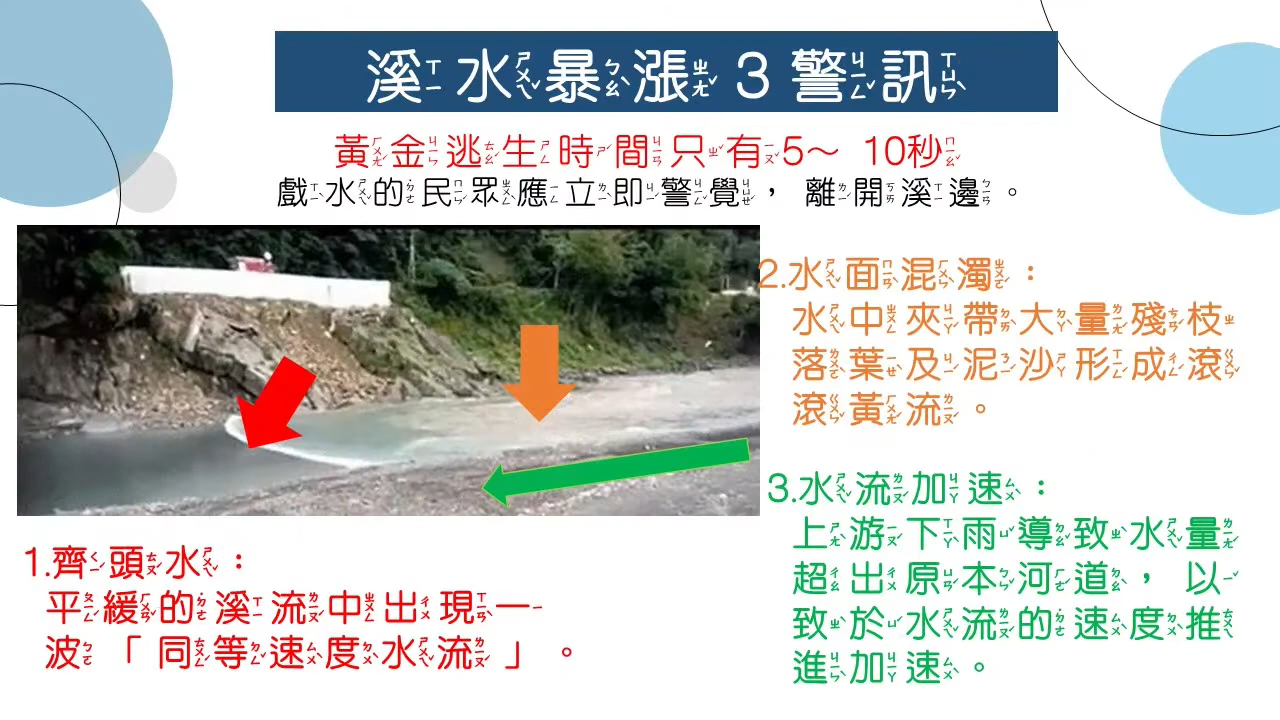 溪水暴漲3警訊
黃金逃生時間只有5～10秒
戲水的民眾應立即警覺，離開溪邊。
2.水面混濁：
水中夾帶大量殘枝
落葉及泥沙形成滾
滾黃流。
3.水流加速：
上游下雨導致水量
超出原本河道，以
致於水流的速度推
進加速。
1.齊頭水：
平緩的溪流中出現一
波「同等速度水流」。